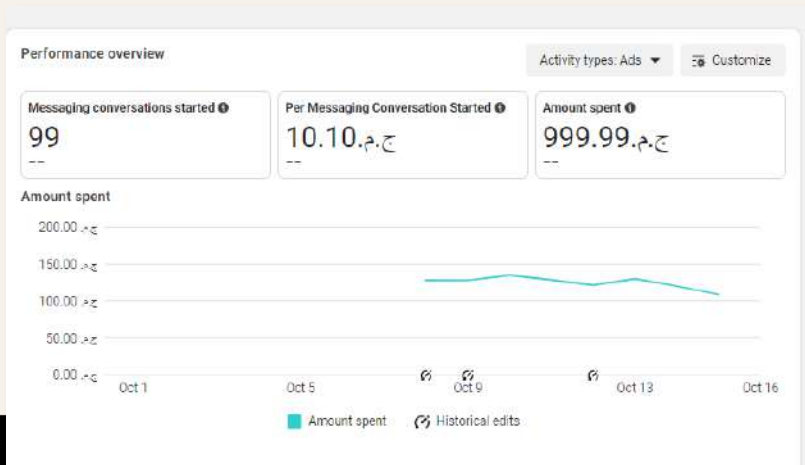 Performance overview
Activity types: Ads
Customize
Messaging conversations started
Per Messaging Conversation Started
Amount spent
99
10.10.ج.م
999.99.ج.م
--
--
--
Amount spent
200.00 ج.م
150.00 ج.م
100.00 ج.م
50.00 ج.م
0.00 ج.م
Oct 1
Oct 5
Oct 9
Oct 13
Oct 16
Amount spent
Historical edits